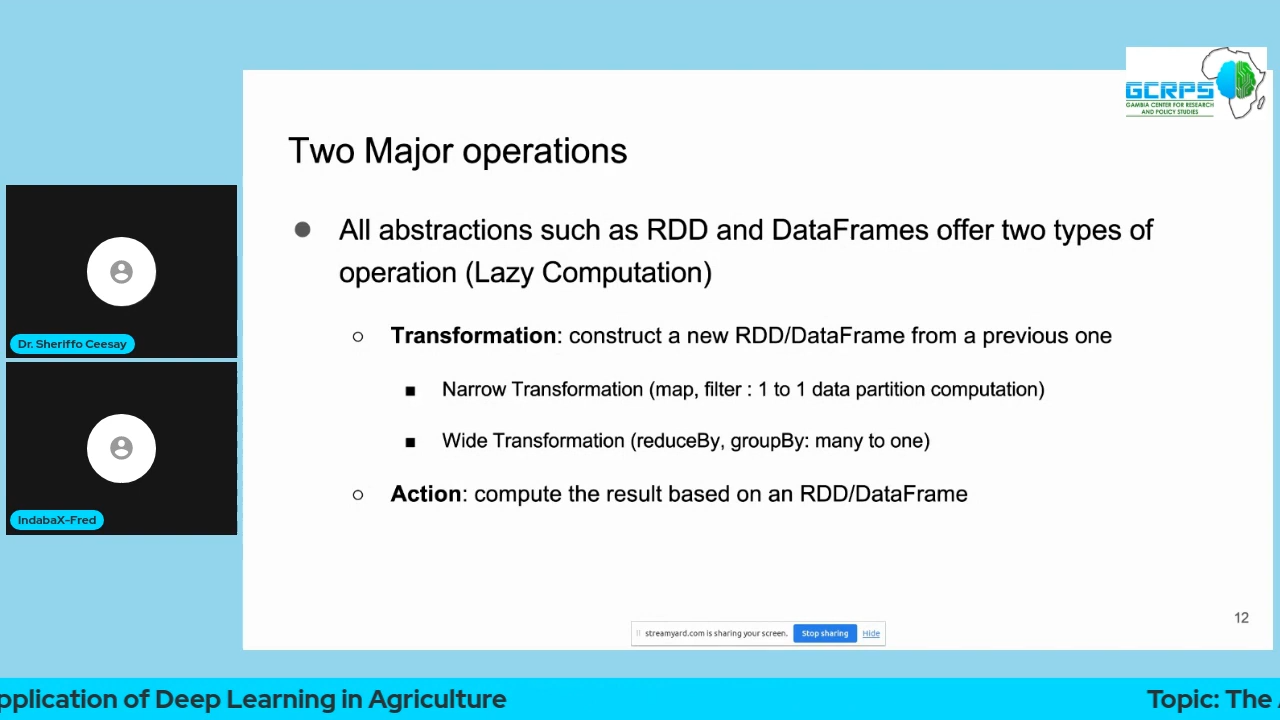 GCRPS
GAMBIA CENTER FOR RESEARCH
AND POLICY STUDIES
Two Major operations
All abstractions such as RDD and DataFrames offer two types of
operation (Lazy Computation)
Transformation: construct a new RDD/DataFrame from a previous one
Narrow Transformation (map, filter : 1 to 1 data partition computation)
Wide Transformation (reduceBy, groupBy: many to one)
Action: compute the result based on an RDD/DataFrame
12
Dr. Sheriffo Ceesay
IndabaX-Fred
streamyard.com is sharing your screen. Stop sharing Hide
pplication of Deep Learning in Agriculture Topic: The A